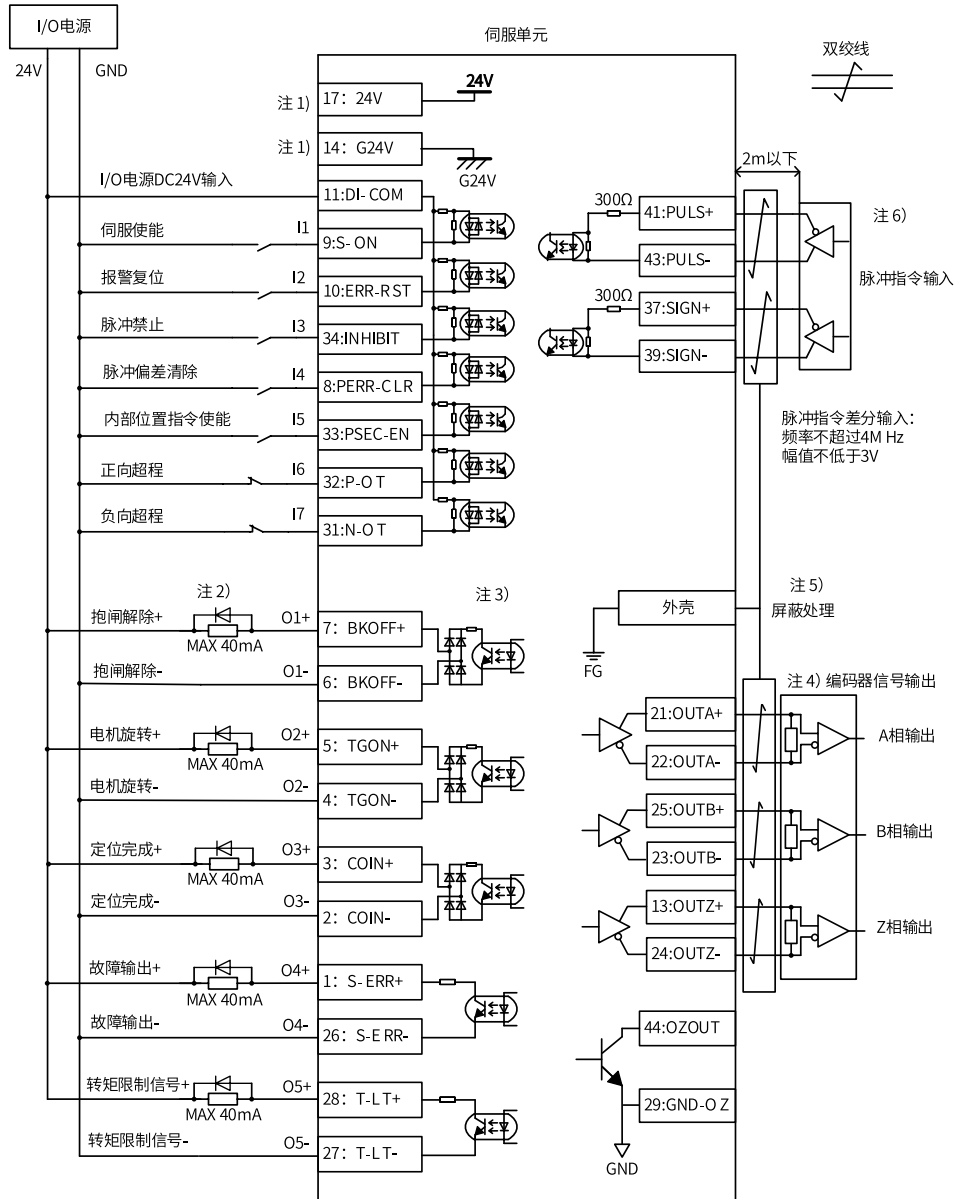 I/O电源
24V
GND
伺服单元
双绞线
注 1)
17：24V
24V
注 1)
14：G24V
G24V
I/O电源DC24V输入
11:DI-COM
伺服使能
I1
9:S-ON
报警复位
I2
10:ERR-RST
脉冲禁止
I3
34:INHIBIT
脉冲偏差清除
I4
8:PERR-CLR
内部位置指令使能
I5
33:PSEC-EN
正向超程
I6
32:P-OT
负向超程
I7
31:N-OT
2m以下
300Ω
41:PULS+
43:PULS-
300Ω
37:SIGN+
39:SIGN-
注 6)
脉冲指令输入
脉冲指令差分输入：
频率不超过4M Hz
幅值不低于3V
注 2)
注 3)
抱闸解除+
MAX 40mA
O1+
7：BKOFF+
抱闸解除-
O1-
6：BKOFF-
电机旋转+
MAX 40mA
O2+
5：TGON+
电机旋转-
O2-
4：TGON-
定位完成+
MAX 40mA
O3+
3：COIN+
定位完成-
O3-
2：COIN-
故障输出+
MAX 40mA
O4+
1：S-ERR+
故障输出-
O4-
26：S-ERR-
转矩限制信号+
MAX 40mA
O5+
28：T-LT+
转矩限制信号-
O5-
27：T-LT-
外壳
FG
注 5)
屏蔽处理
注 4) 编码器信号输出
21:OUTA+
22:OUTA-
A相输出
25:OUTB+
23:OUTB-
B相输出
13:OUTZ+
24:OUTZ-
Z相输出
44:OZOUT
29:GND-OZ
GND